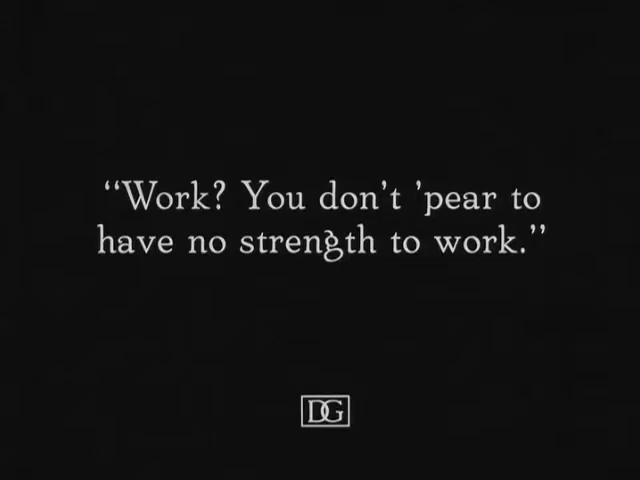 “Work? You don’t ’pear to
have no strength to work.”
DG